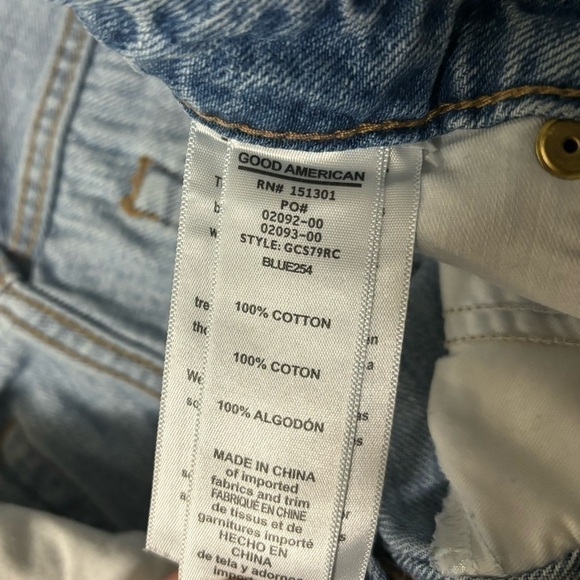 GOOD AMERICAN
RN# 151301
PO#
02092-00
02093-00
STYLE: GCS79RC
BLUE254
100% COTTON
100% COTON
100% ALGODÓN
MADE IN CHINA
of imported
fabrics and trim
FABRIQUÉ EN CHINE
de tissus et de
garnitures importé
HECHO EN
CHINA
de tela y adornos